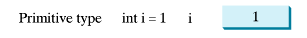 Primitive type int i = 1 i 1